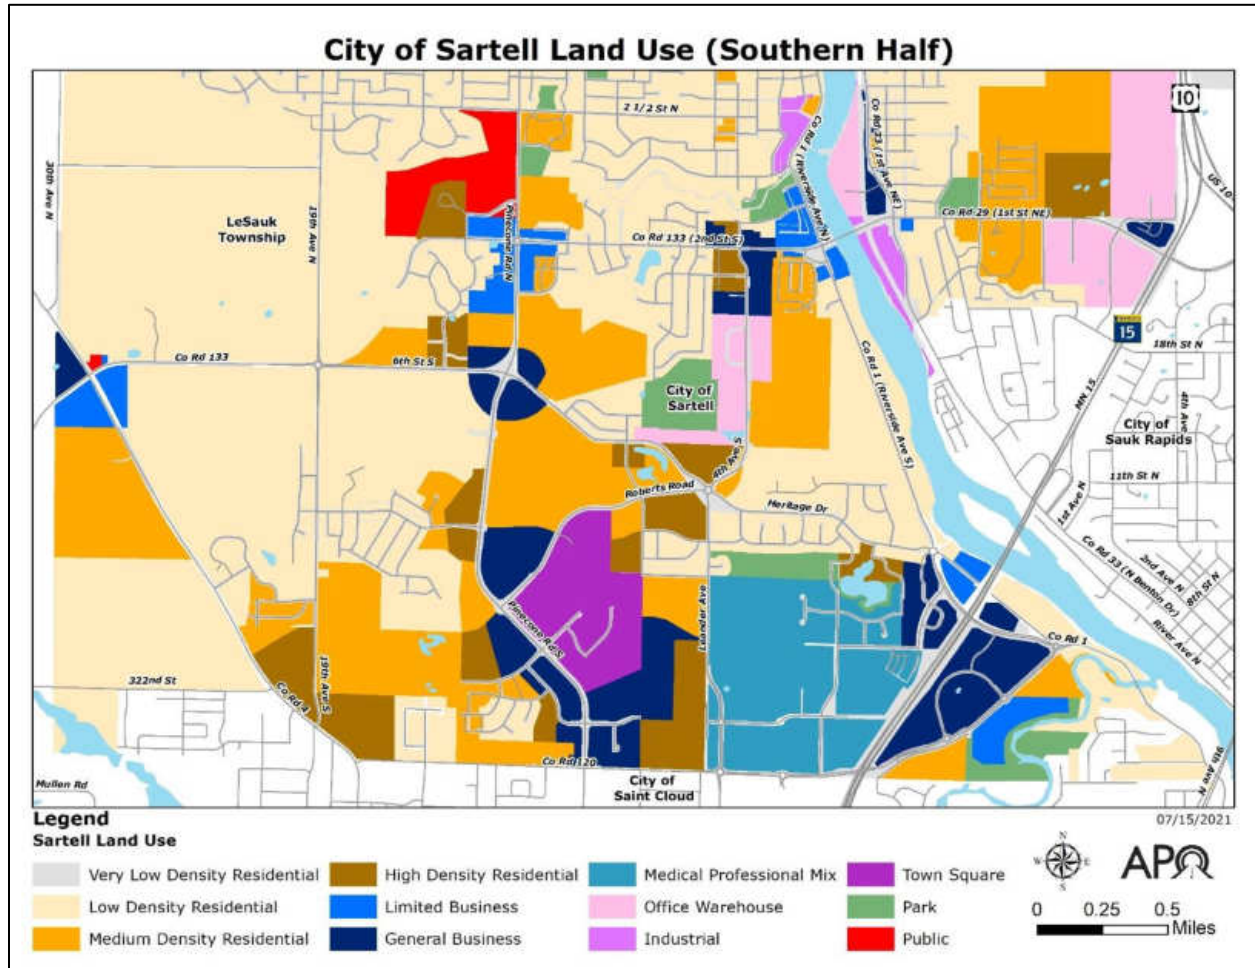 City of Sartell Land Use (Southern Half)
2 1/2 St N
Co Rd 1 (Riverside Ave N)
Co Rd 33 (1st Ave NE)
10
US 10
30th Ave N
19th Ave N
LeSauk
Township
Pinecone Rd N
Co Rd 133 (2nd St S)
Co Rd 29 (1st St NE)
15
18th St N
Co Rd 133
6th St S
City of
Sartell
Co Rd 1 (Riverside Ave S)
MN 15
4th Ave N
City of
Sauk Rapids
4th Ave S
Roberts Road
Heritage Dr
11th St N
1st Ave N
Co Rd 33 (N Benton Dr)
2nd Ave N
8th St N
River Ave N
Pinecone Rd S
Leander Ave
Co Rd 1
322nd St
19th Ave S
Co Rd 4
Co Rd 120
Mullen Rd
City of
Saint Cloud
9th Ave N
07/15/2021
Legend
Sartell Land Use
Very Low Density Residential
Low Density Residential
Medium Density Residential
High Density Residential
Limited Business
General Business
Medical Professional Mix
Office Warehouse
Industrial
Town Square
Park
Public
N
W E
S
APO
0 0.25 0.5
Miles